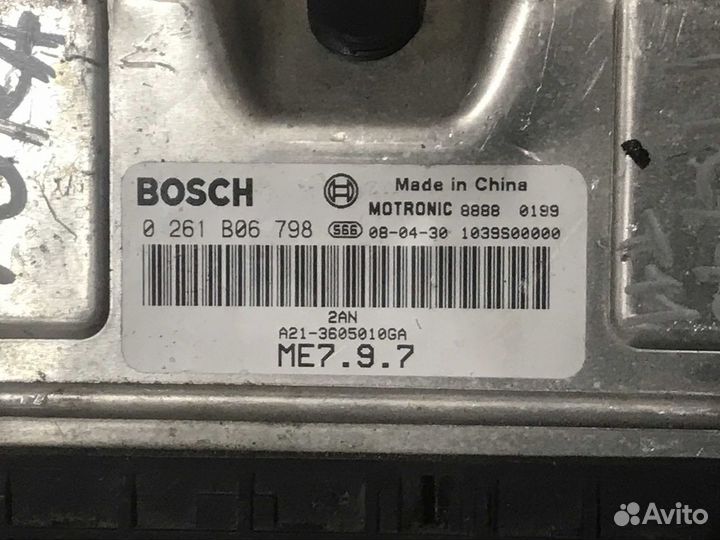 BOSCH
Made in China
MOTRONIC 8888 0199
0 261 B06 798 666 08-04-30 1039S00000
2AN
A21-3605010GA
ME7.9.7
Avito